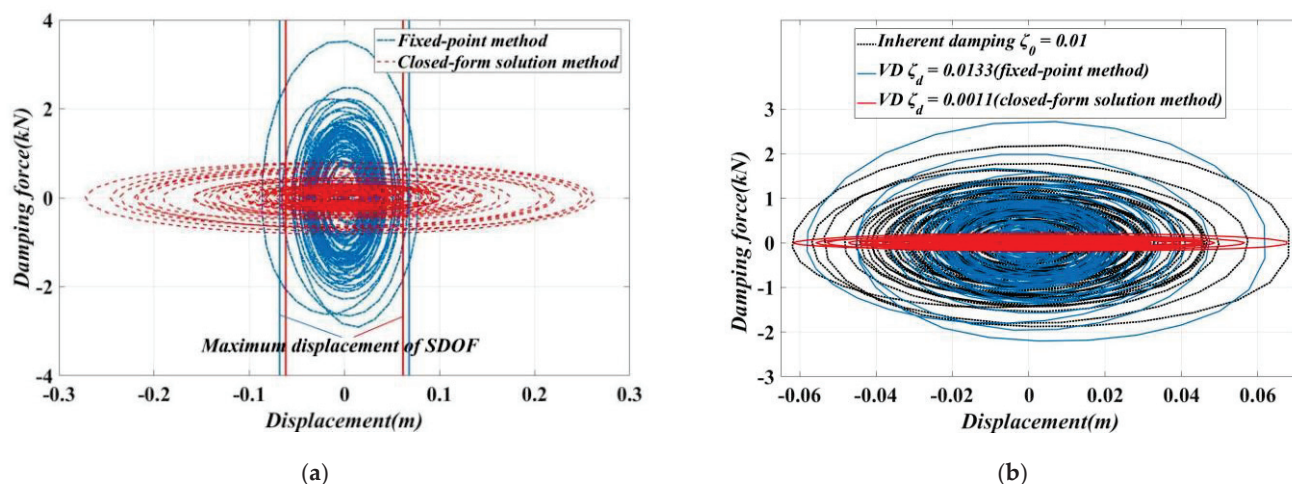 4
2
0
-2
-4
Damping force(kN)
Fixed-point method
Closed-form solution method
Maximum displacement of SDOF
-0.3 -0.2 -0.1 0 0.1 0.2 0.3
Displacement(m)
(a)
3
2
1
0
-1
-2
-3
Damping force(kN)
Inherent damping ζ0 = 0.01
VD ζd = 0.0133(fixed-point method)
VD ζd = 0.0011(closed-form solution method)
-0.06 -0.04 -0.02 0 0.02 0.04 0.06
Displacement(m)
(b)